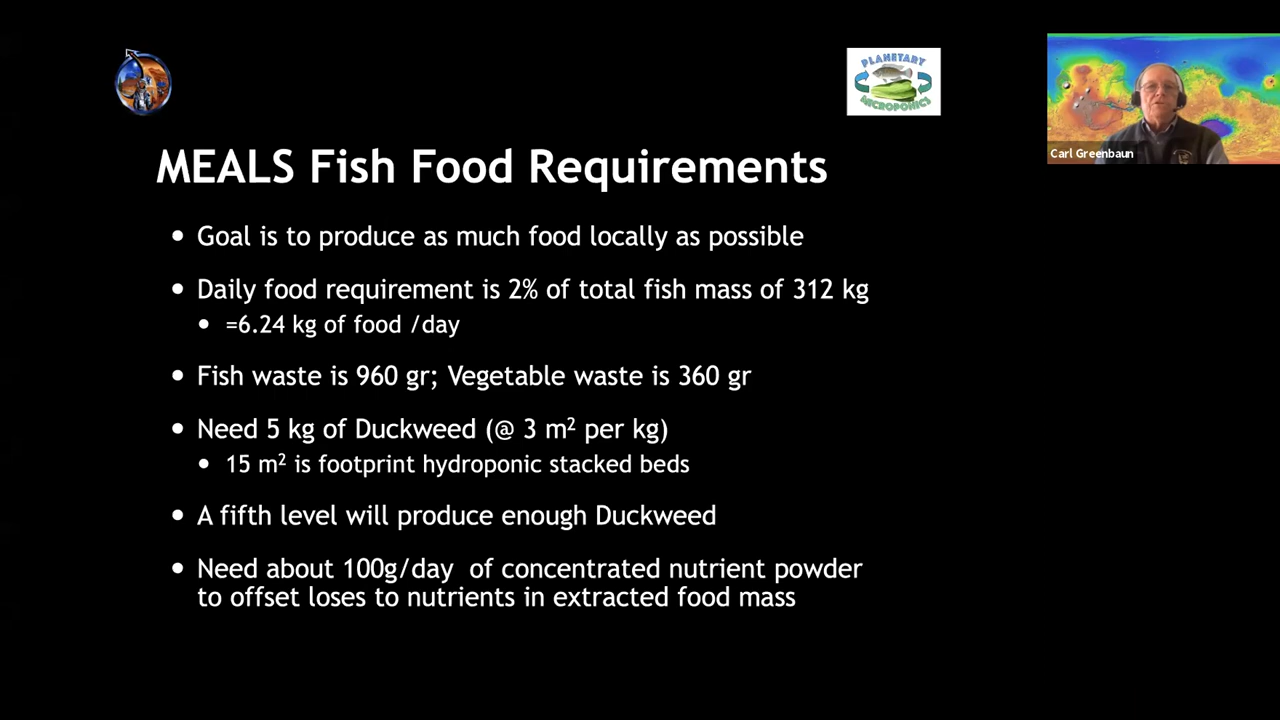 PLANETARY
MICROPONICS
Carl Greenbaun
MEALS Fish Food Requirements
• Goal is to produce as much food locally as possible
• Daily food requirement is 2% of total fish mass of 312 kg
• =6.24 kg of food /day
• Fish waste is 960 gr; Vegetable waste is 360 gr
• Need 5 kg of Duckweed (@ 3 m² per kg)
• 15 m² is footprint hydroponic stacked beds
• A fifth level will produce enough Duckweed
• Need about 100g/day of concentrated nutrient powder
to offset loses to nutrients in extracted food mass